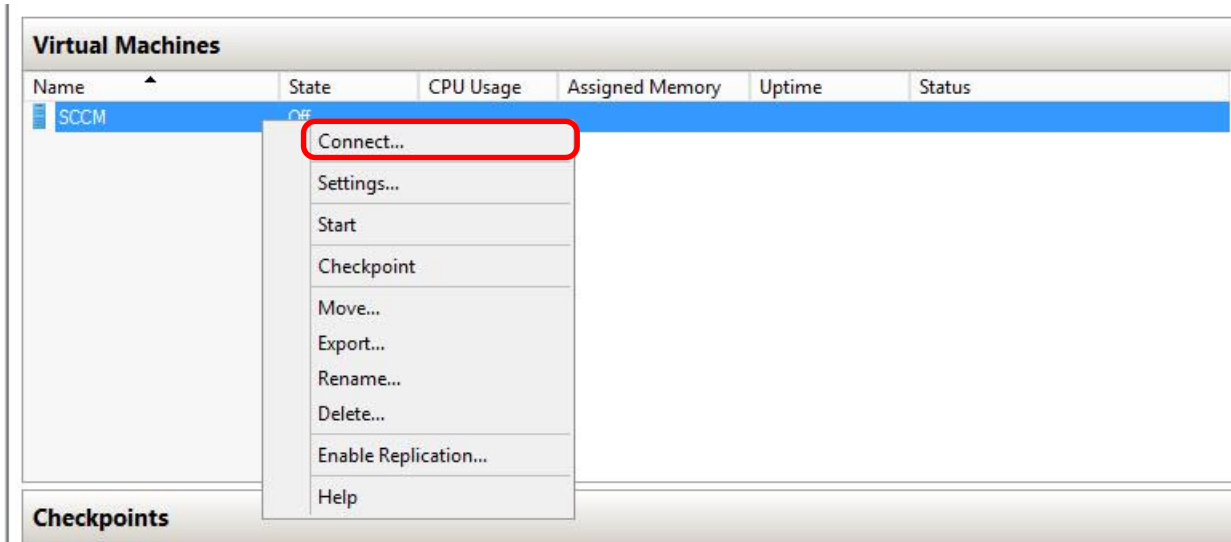 Virtual Machines
Name State CPU Usage Assigned Memory Uptime Status
SCCM Off
Connect...
Settings...
Start
Checkpoint
Move...
Export...
Rename...
Delete...
Enable Replication...
Help
Checkpoints